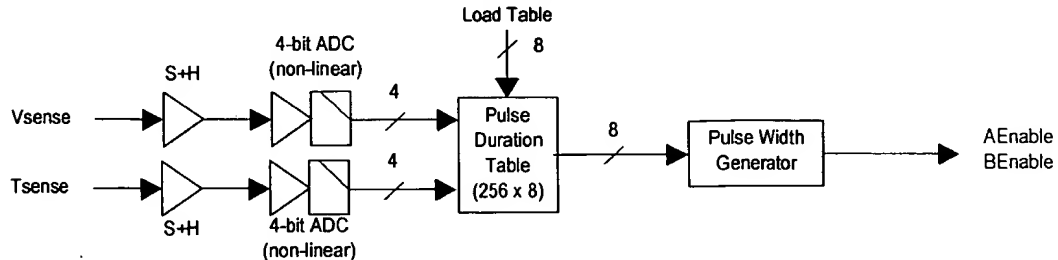 Load Table
8
4-bit ADC
(non-linear)
S+H
Vsense
4
Pulse
Duration
Table
(256 x 8)
8
Pulse Width
Generator
AEnable
BEnable
Tsense
4
S+H
4-bit ADC
(non-linear)